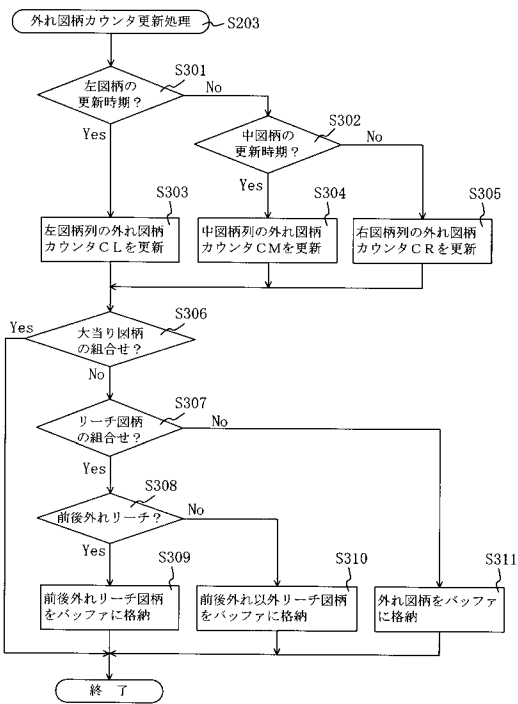 外れ図柄カウンタ更新処理
S203
左図柄の
更新時期？
S301
No
Yes
中図柄の
更新時期？
S302
No
Yes
S303
左図柄列の外れ図柄
カウンタＣＬを更新
S304
中図柄列の外れ図柄
カウンタＣＭを更新
S305
右図柄列の外れ図柄
カウンタＣＲを更新
S306
Yes
大当り図柄
の組合せ？
No
S307
リーチ図柄
の組合せ？
No
Yes
S308
前後外れリーチ？
No
Yes
S309
前後外れリーチ図柄
をバッファに格納
S310
前後外れ以外リーチ図柄
をバッファに格納
S311
外れ図柄をバッファ
に格納
終 了